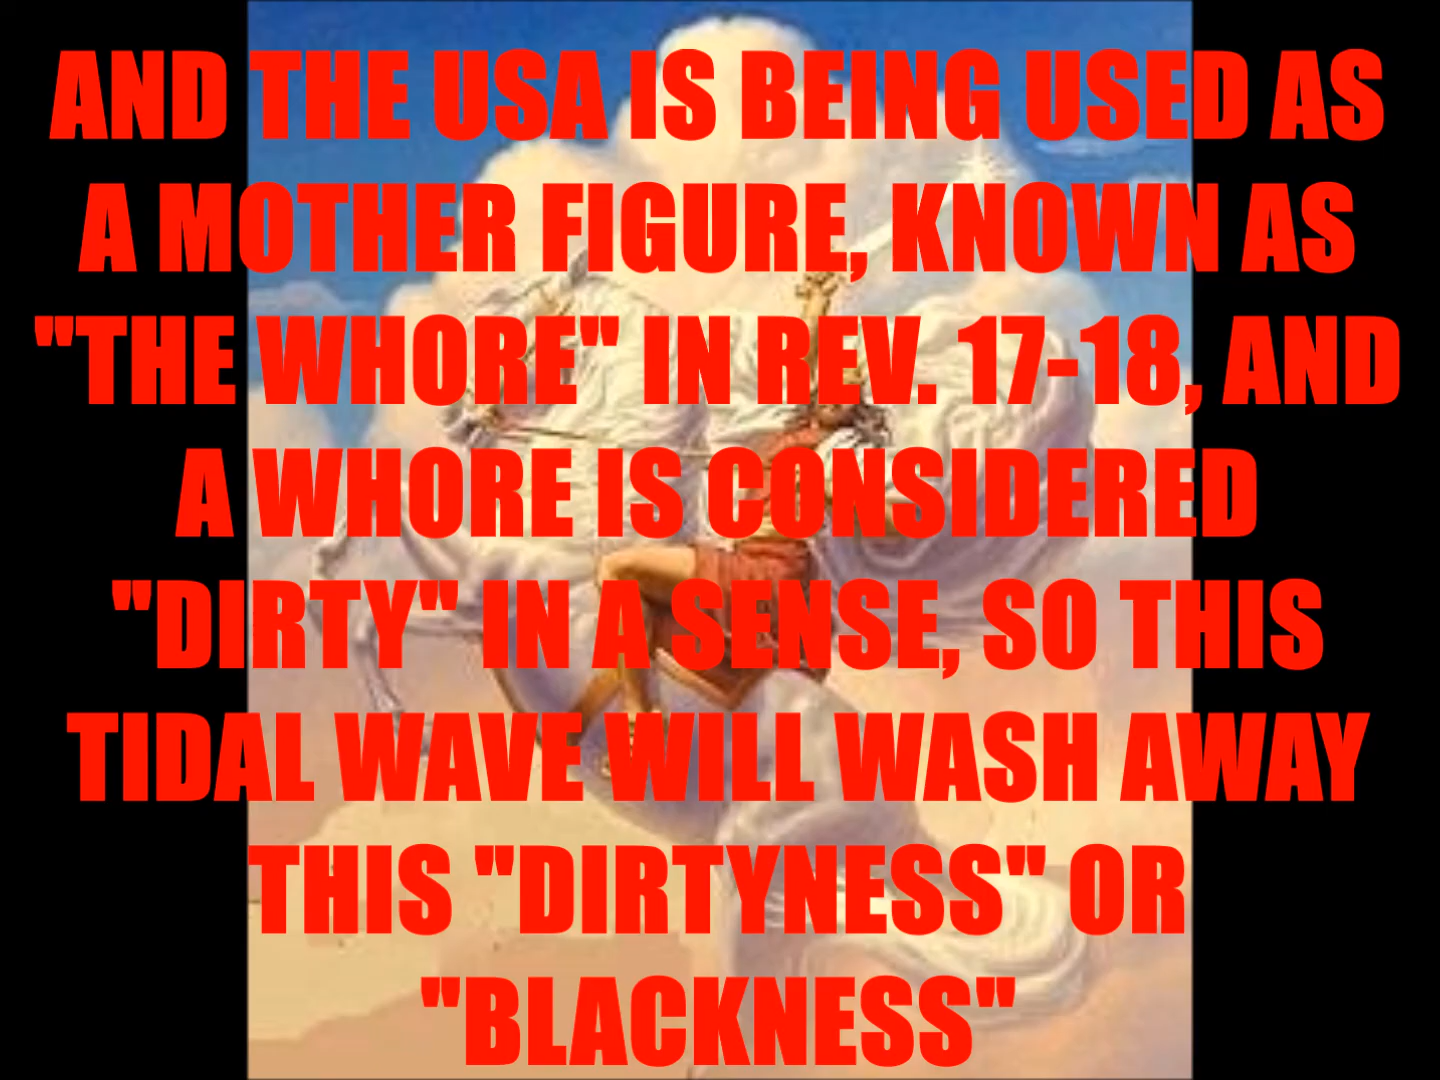 AND THE USA IS BEING USED AS
A MOTHER FIGURE, KNOWN AS
"THE WHORE" IN REV. 17-18, AND
A WHORE IS CONSIDERED
"DIRTY" IN A SENSE, SO THIS
TIDAL WAVE WILL WASH AWAY
THIS "DIRTYNESS" OR
"BLACKNESS"